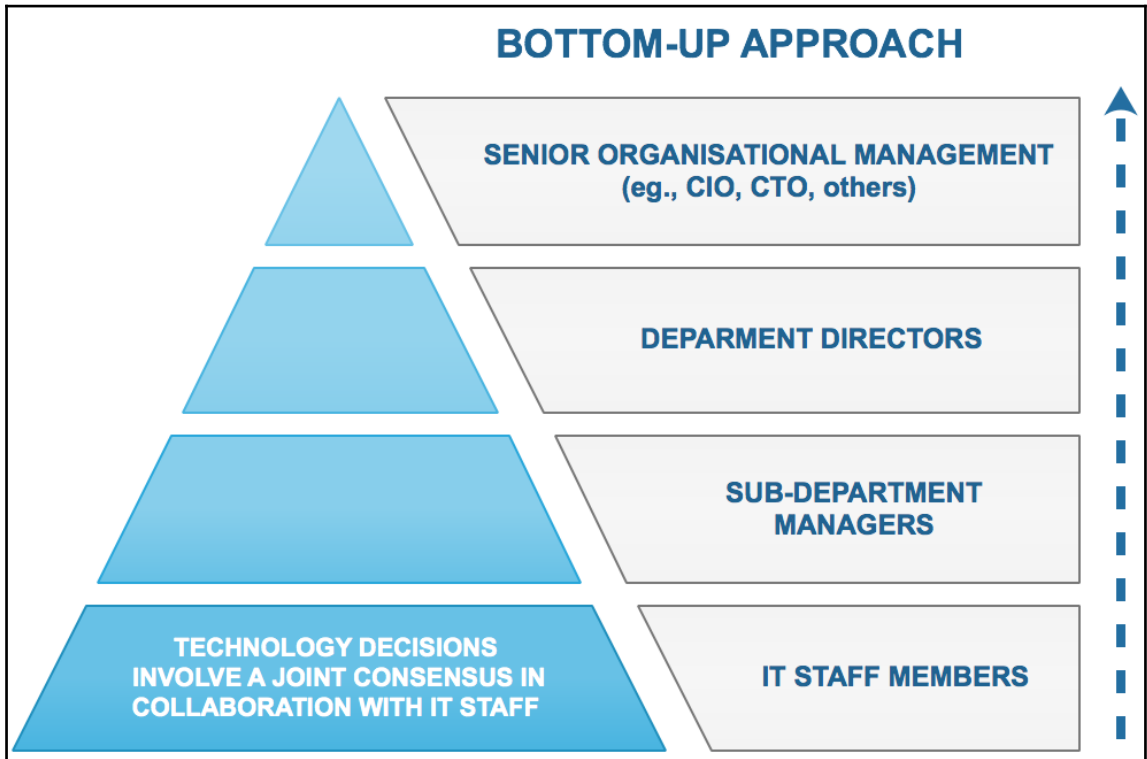 BOTTOM-UP APPROACH
SENIOR ORGANISATIONAL MANAGEMENT
(eg., CIO, CTO, others)
DEPARMENT DIRECTORS
SUB-DEPARTMENT
MANAGERS
TECHNOLOGY DECISIONS
INVOLVE A JOINT CONSENSUS IN
COLLABORATION WITH IT STAFF
IT STAFF MEMBERS